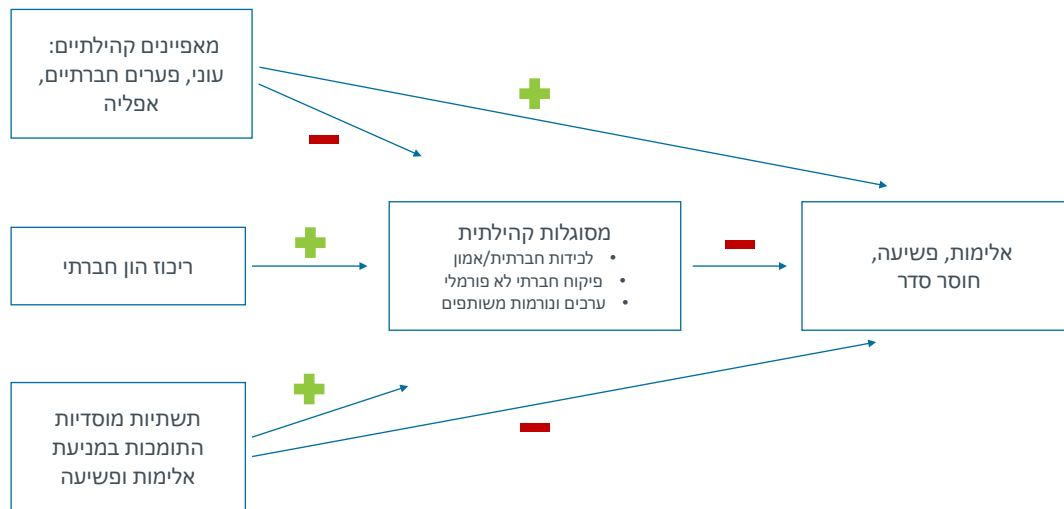 מאפיינים קהילתיים:
עוני, פערים חברתיים,
אפליה
ריכוז הון חברתי
תשתיות מוסדיות
התומכות במניעת
אלימות ופשיעה
מסוגלות קהילתית
• לכידות חברתית/אמון
• פיקוח חברתי לא פורמלי
• ערכים ונורמות משותפים
אלימות, פשיעה,
חוסר סדר